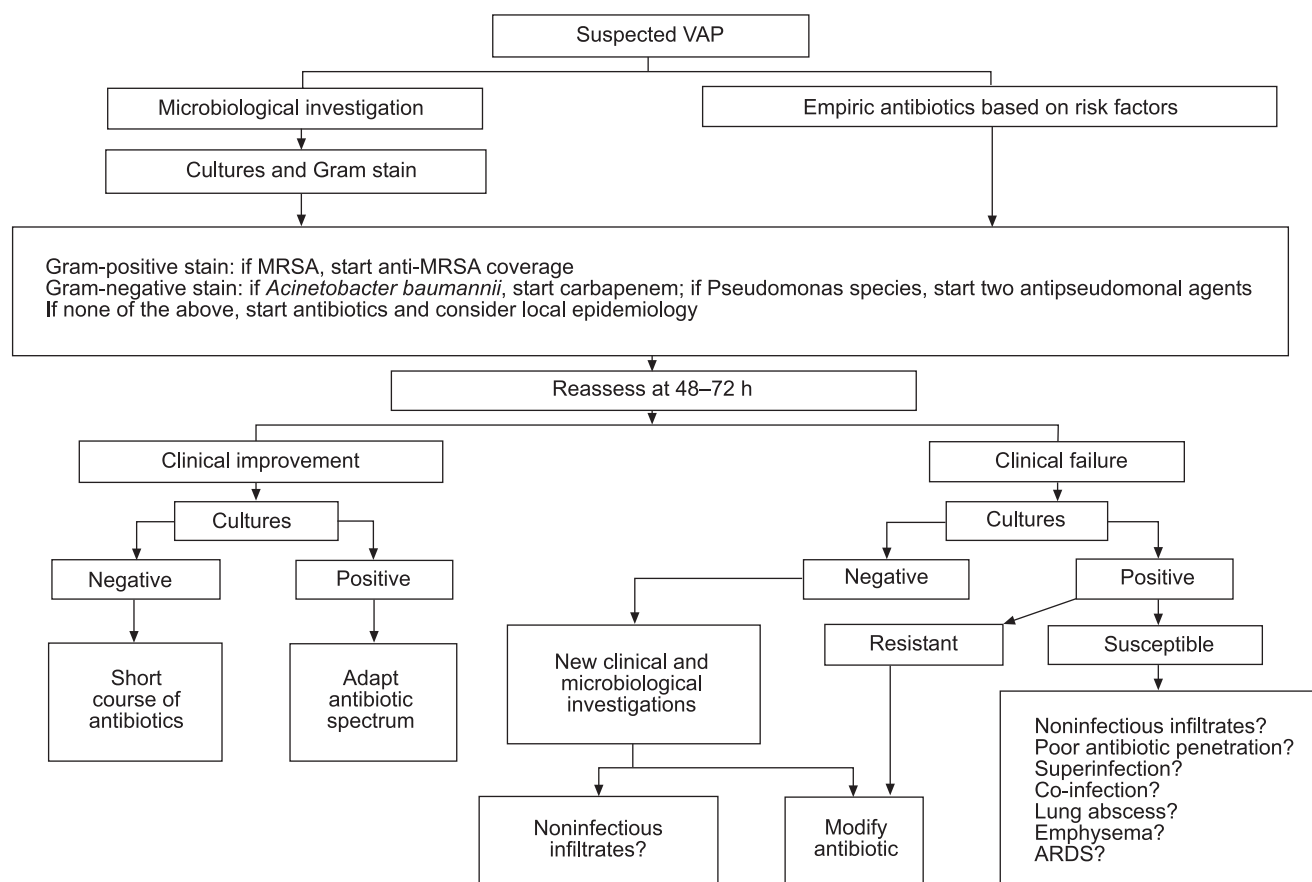 Suspected VAP
Microbiological investigation
Empiric antibiotics based on risk factors
Cultures and Gram stain
Gram-positive stain: if MRSA, start anti-MRSA coverage
Gram-negative stain: if Acinetobacter baumannii, start carbapenem; if Pseudomonas species, start two antipseudomonal agents
If none of the above, start antibiotics and consider local epidemiology
Reassess at 48–72 h
Clinical improvement
Clinical failure
Cultures
Cultures
Negative
Positive
Negative
Positive
Short
course of
antibiotics
Adapt
antibiotic
spectrum
New clinical and
microbiological
investigations
Resistant
Susceptible
Noninfectious
infiltrates?
Modify
antibiotic
Noninfectious infiltrates?
Poor antibiotic penetration?
Superinfection?
Co-infection?
Lung abscess?
Emphysema?
ARDS?